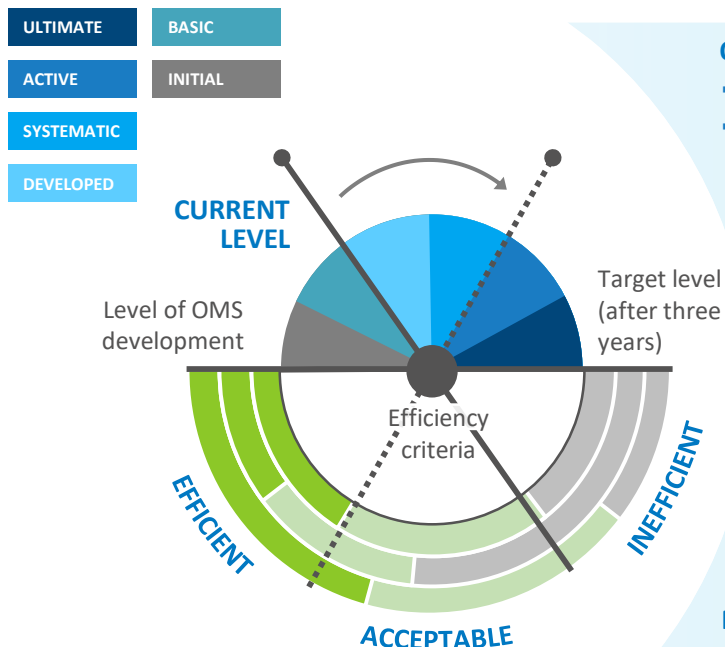 ULTIMATE
BASIC
ACTIVE
INITIAL
SYSTEMATIC
DEVELOPED
CURRENT
LEVEL
Level of OMS
development
Target level
(after three
years)
Efficiency
criteria
EFFICIENT
ACCEPTABLE
INEFFICIENT